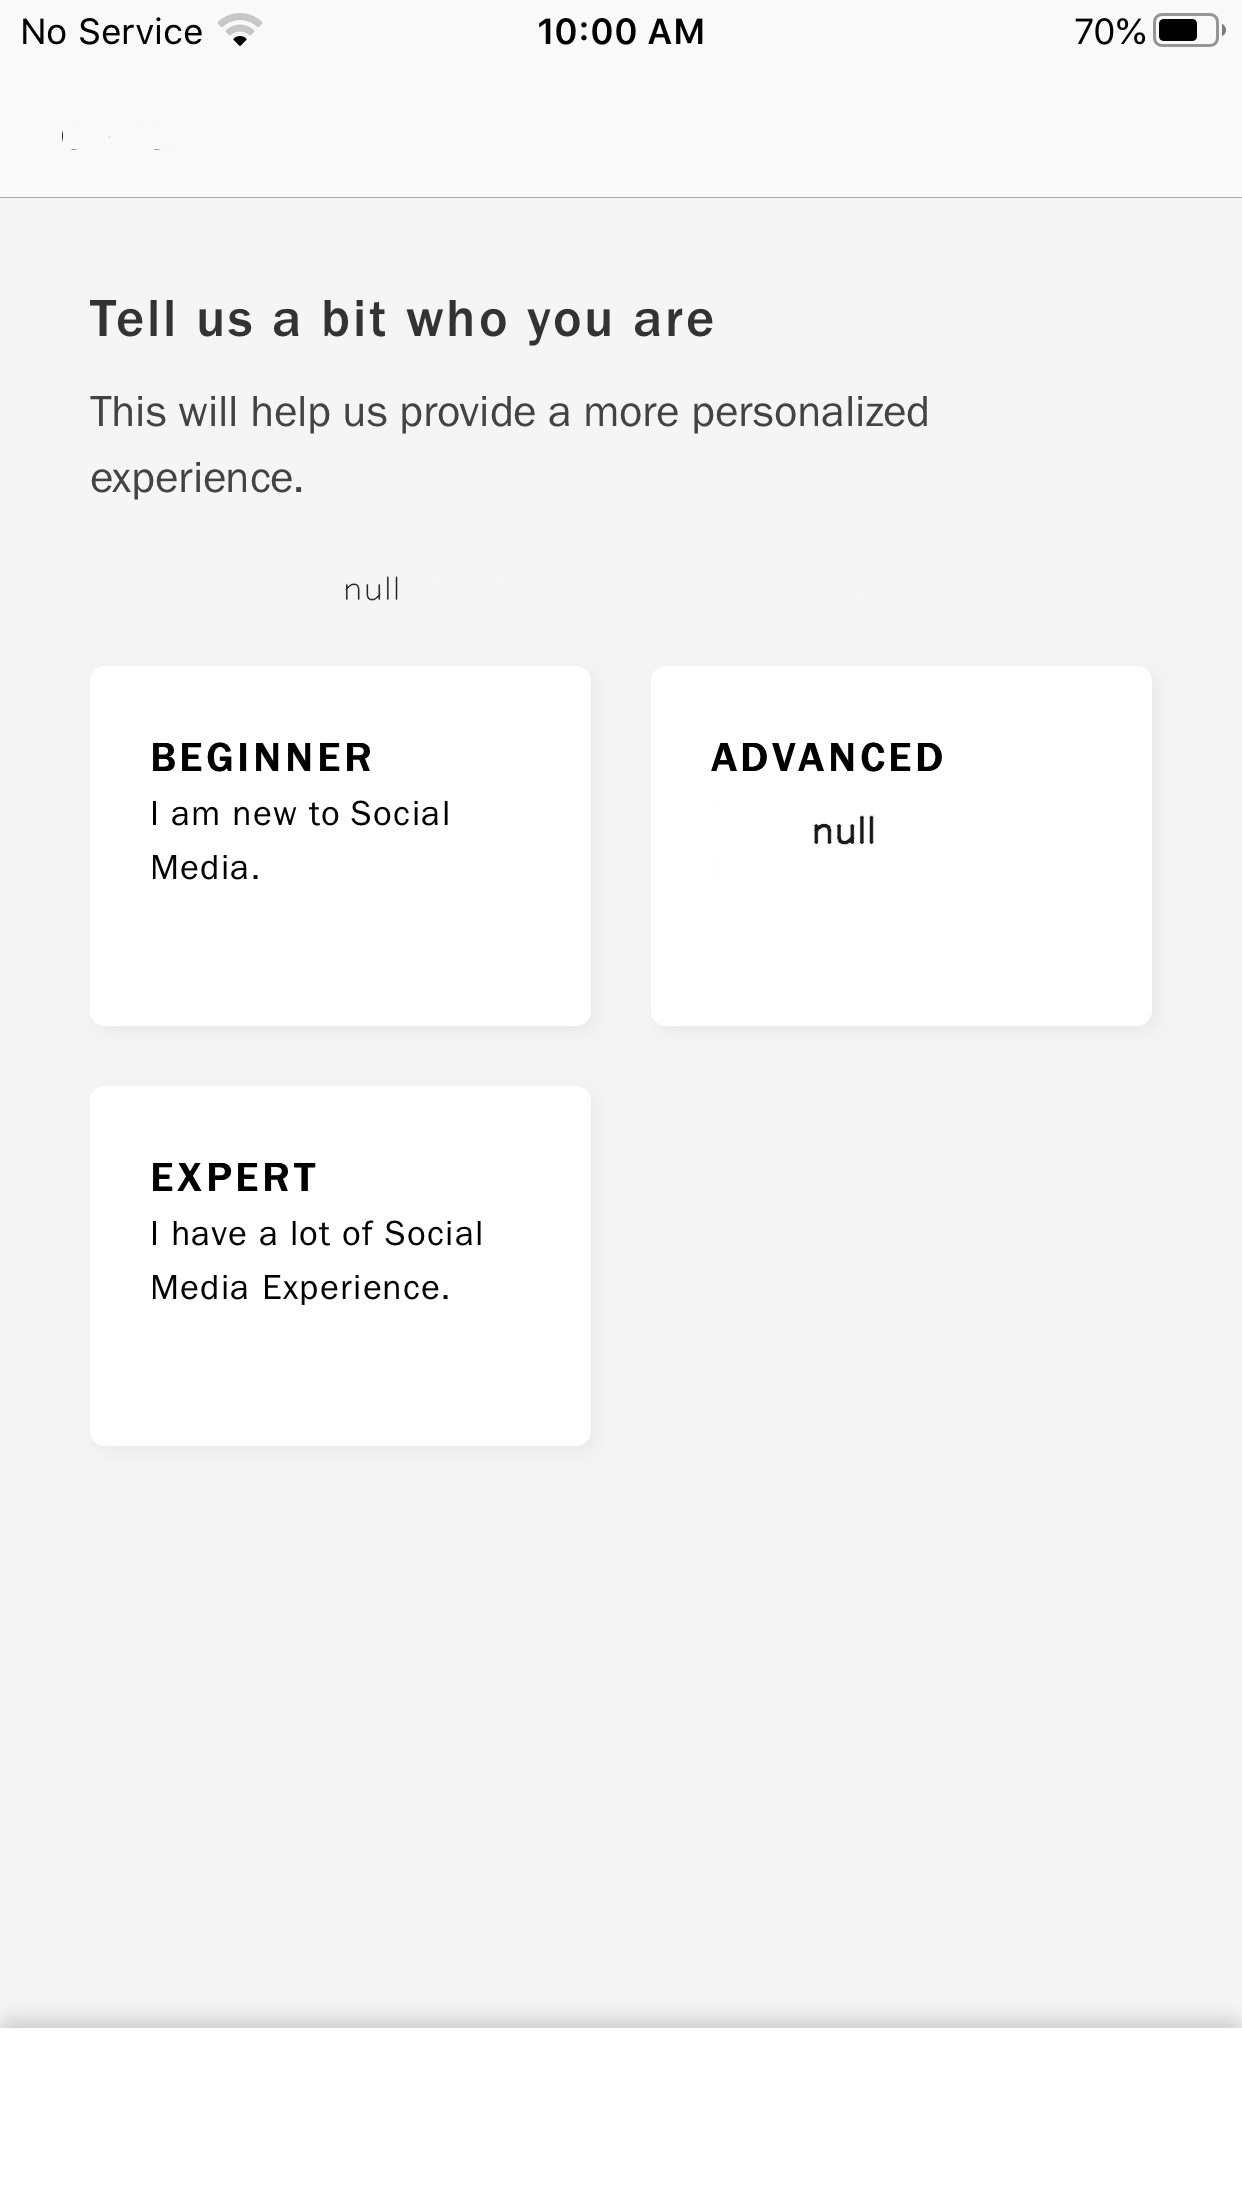 No Service 10:00 AM 70%
Tell us a bit who you are
This will help us provide a more personalized
experience.
null
BEGINNER
I am new to Social
Media.
ADVANCED
null
EXPERT
I have a lot of Social
Media Experience.